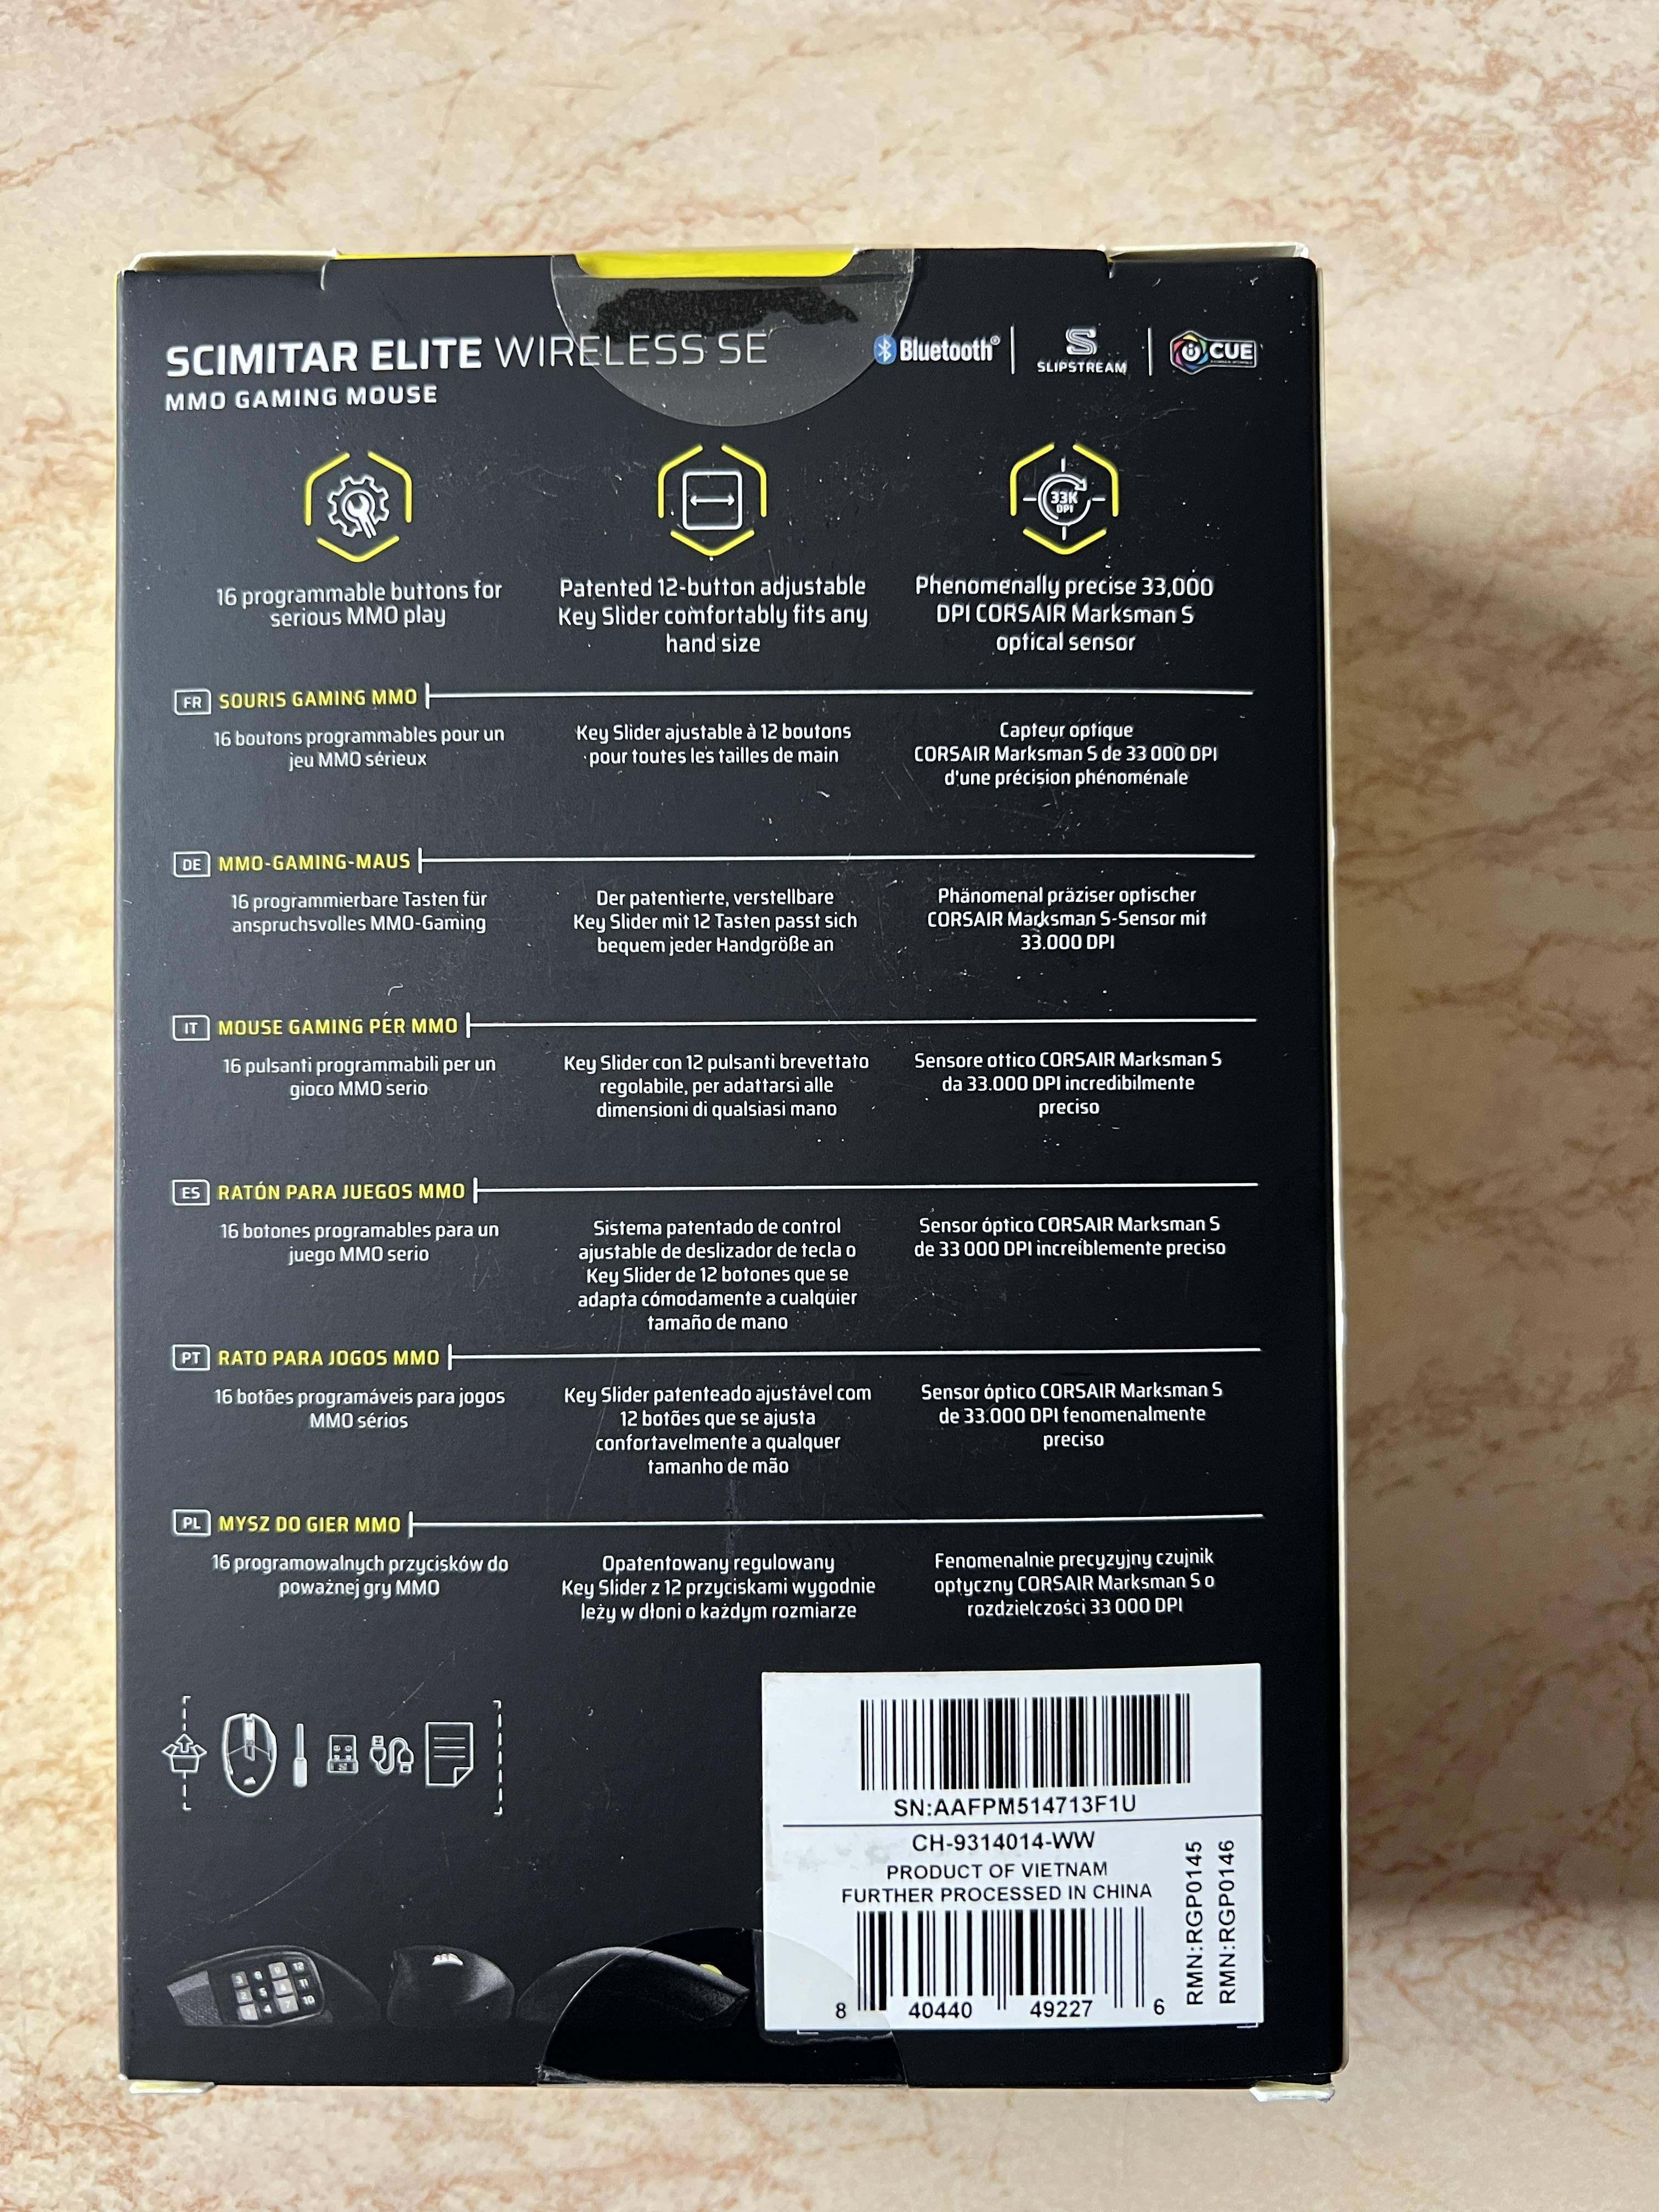 SCIMITAR ELITE WIRELESS SE
MMO GAMING MOUSE
Bluetooth®
SLIPSTREAM
iCUE
33K
DPI
16 programmable buttons for
serious MMO play
Patented 12-button adjustable
Key Slider comfortably fits any
hand size
Phenomenally precise 33,000
DPI CORSAIR Marksman S
optical sensor
FR SOURIS GAMING MMO
16 boutons programmables pour un
jeu MMO sérieux
Key Slider ajustable à 12 boutons
pour toutes les tailles de main
Capteur optique
CORSAIR Marksman S de 33 000 DPI
d'une précision phénoménale
DE MMO-GAMING-MAUS
16 programmierbare Tasten für
anspruchsvolles MMO-Gaming
Der patentierte, verstellbare
Key Slider mit 12 Tasten passt sich
bequem jeder Handgröße an
Phänomenal präziser optischer
CORSAIR Marksman S-Sensor mit
33.000 DPI
IT MOUSE GAMING PER MMO
16 pulsanti programmabili per un
gioco MMO serio
Key Slider con 12 pulsanti brevettato
regolabile, per adattarsi alle
dimensioni di qualsiasi mano
Sensore ottico CORSAIR Marksman S
da 33.000 DPI incredibilmente
preciso
ES RATÓN PARA JUEGOS MMO
16 botones programables para un
juego MMO serio
Sistema patentado de control
ajustable de deslizador de tecla o
Key Slider de 12 botones que se
adapta cómodamente a cualquier
tamaño de mano
Sensor óptico CORSAIR Marksman S
de 33 000 DPI increíblemente preciso
PT RATO PARA JOGOS MMO
16 botões programáveis para jogos
MMO sérios
Key Slider patenteado ajustável com
12 botões que se ajusta
confortavelmente a qualquer
tamanho de mão
Sensor óptico CORSAIR Marksman S
de 33.000 DPI fenomenalmente
preciso
PL MYSZ DO GIER MMO
16 programowalnych przycisków do
poważnej gry MMO
Opatentowany regulowany
Key Slider z 12 przyciskami wygodnie
leży w dłoni o każdym rozmiarze
Fenomenalnie precyzyjny czujnik
optyczny CORSAIR Marksman S o
rozdzielczości 33 000 DPI
SN:AAFPM514713F1U
CH-9314014-WW
PRODUCT OF VIETNAM
FURTHER PROCESSED IN CHINA
8 40440 49227 6
RMN:RGP0145
RMN:RGP0146
3 6 9 12
2 5 8 11
1 4 7 10